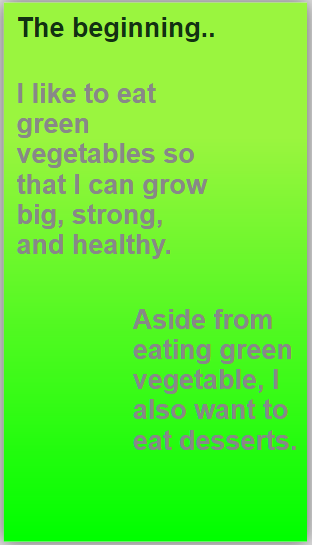 The beginning..
I like to eat
green
vegetables so
that I can grow
big, strong,
and healthy.
Aside from
eating green
vegetable, I
also want to
eat desserts.